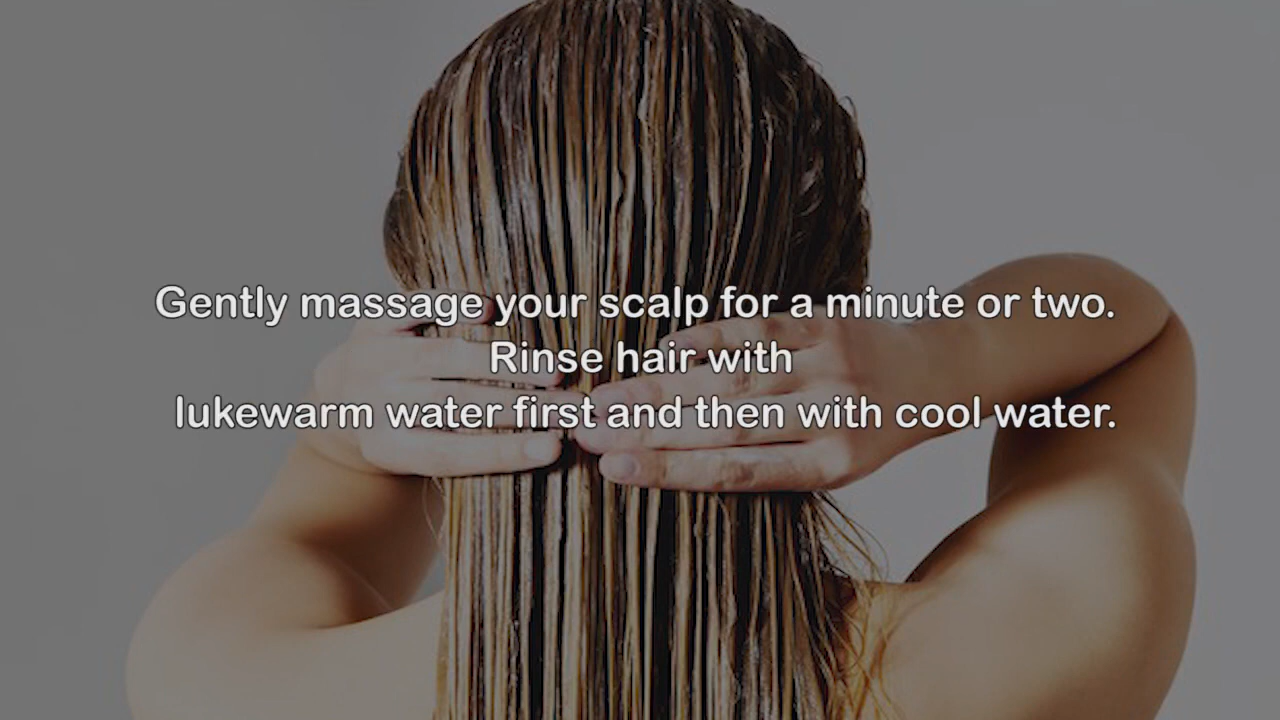 Gently massage your scalp for a minute or two.
Rinse hair with
lukewarm water first and then with cool water.